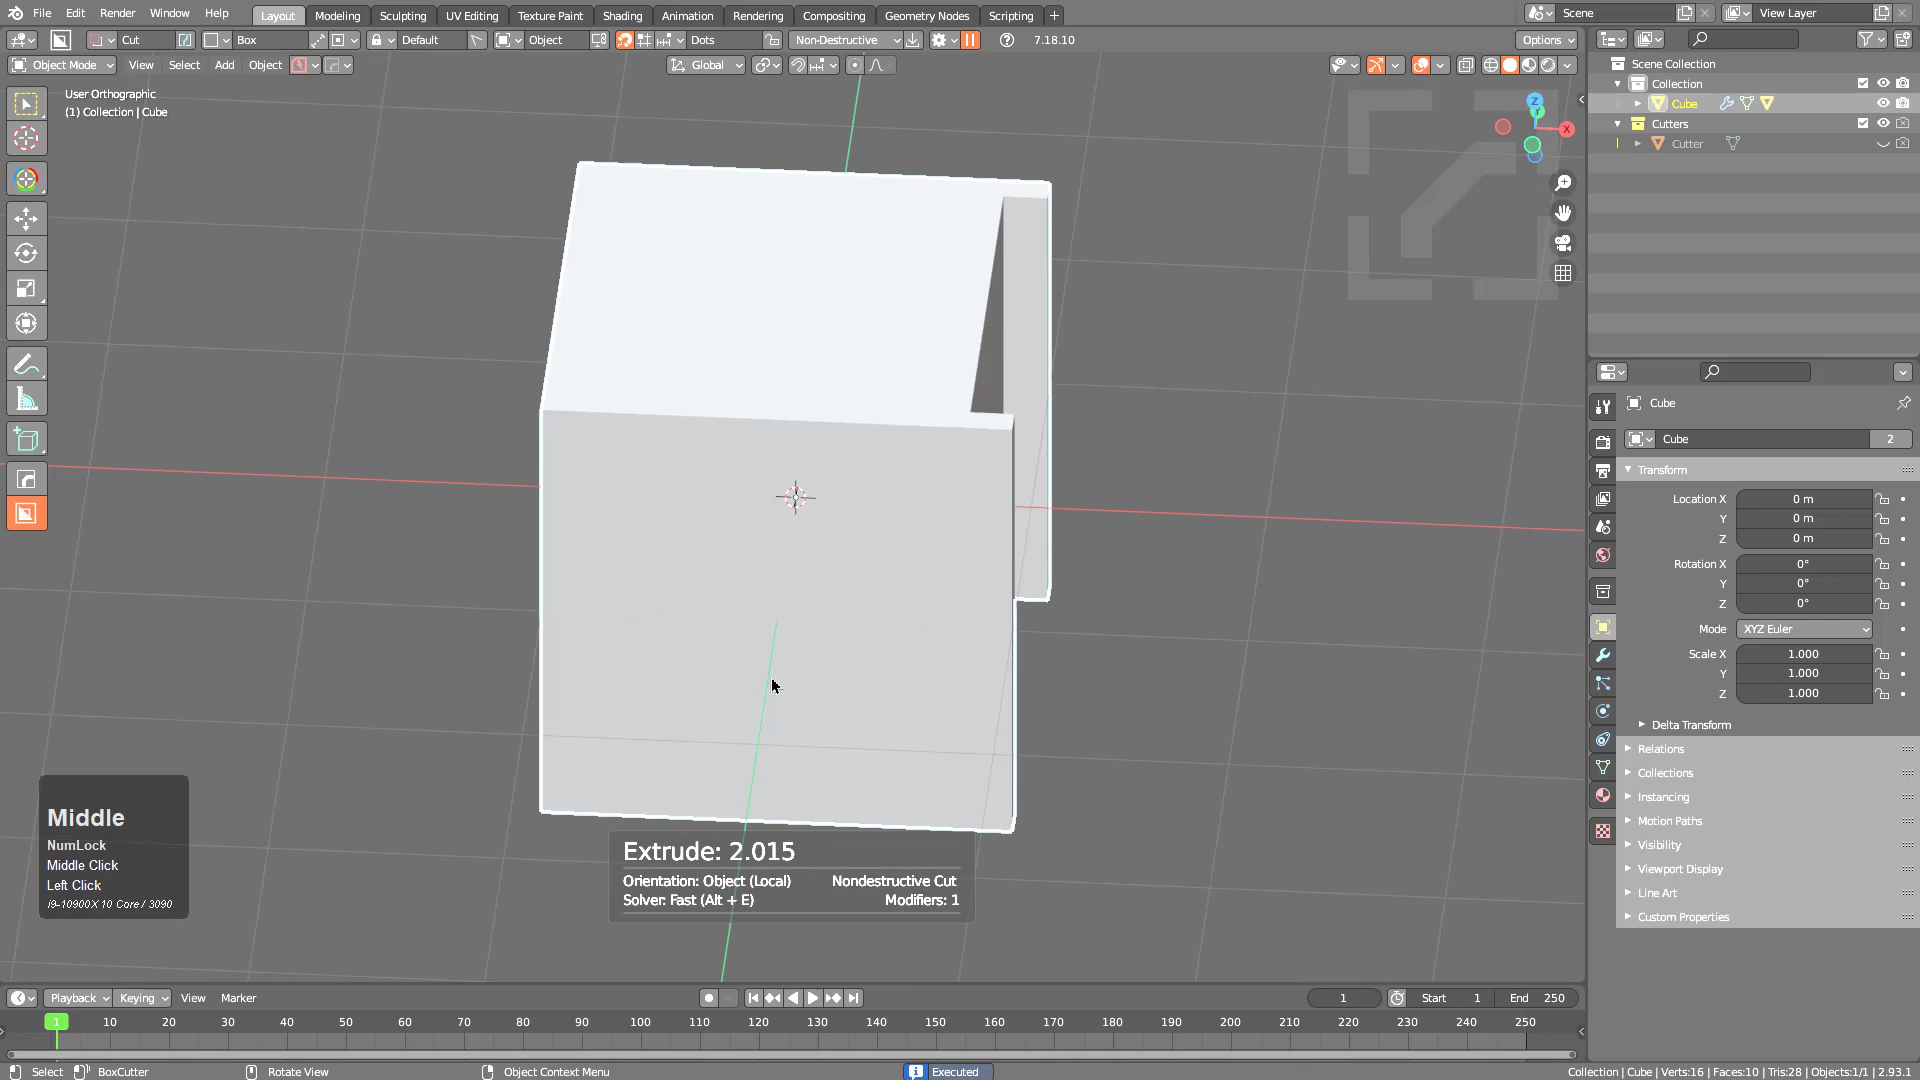 File Edit Render Window Help Layout Modeling Sculpting UV Editing Texture Paint Shading Animation Rendering Compositing Geometry Nodes Scripting + Scene View Layer
Cut Box Default Object Dots Non-Destructive 7.18.10 Options
Object Mode View Select Add Object Global
User Orthographic
(1) Collection | Cube
Z
Y
X
Scene Collection
Collection
Cube
Cutters
Cutter
Cube
Cube 2
Transform
Location X 0 m
Y 0 m
Z 0 m
Rotation X 0°
Y 0°
Z 0°
Mode XYZ Euler
Scale X 1.000
Y 1.000
Z 1.000
Delta Transform
Relations
Collections
Instancing
Motion Paths
Visibility
Viewport Display
Line Art
Custom Properties
Middle
NumLock
Middle Click
Left Click
i9-10900X 10 Core / 3090
Extrude: 2.015
Orientation: Object (Local) Nondestructive Cut
Solver: Fast (Alt + E) Modifiers: 1
Playback Keying View Marker 1 Start 1 End 250
1 10 20 30 40 50 60 70 80 90 100 110 120 130 140 150 160 170 180 190 200 210 220 230 240 250
Select BoxCutter Rotate View Object Context Menu Executed Collection | Cube | Verts:16 | Faces:10 | Tris:28 | Objects:1/1 | 2.93.1